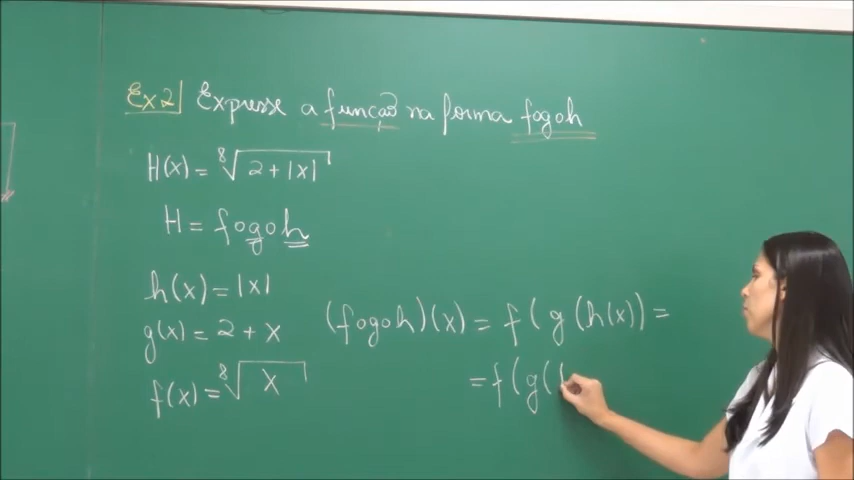 Ex2| Expresse a função na forma fogoh
H(x) = ⁸√(2 + |x|)
H = fogoh
h(x) = |x|
g(x) = 2 + x
f(x) = ⁸√x
(fogoh)(x) = f(g(h(x)) =
= f(g(|